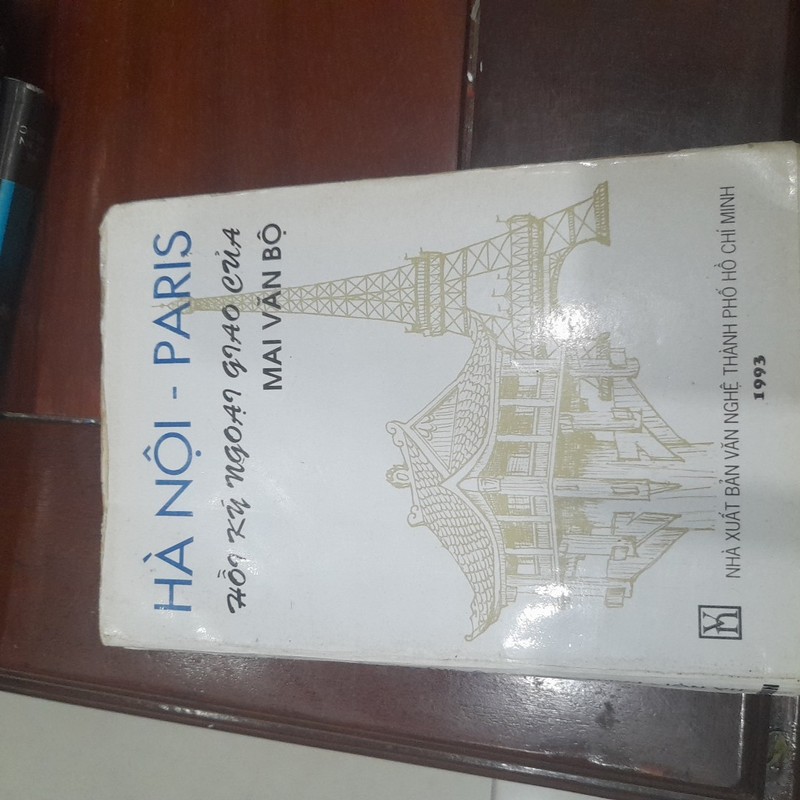 HÀ NỘI - PARIS
HỒI KÝ NGOẠI GIAO CỦA
MAI VĂN BỘ
NHÀ XUẤT BẢN VĂN NGHỆ THÀNH PHỐ HỒ CHÍ MINH
1993